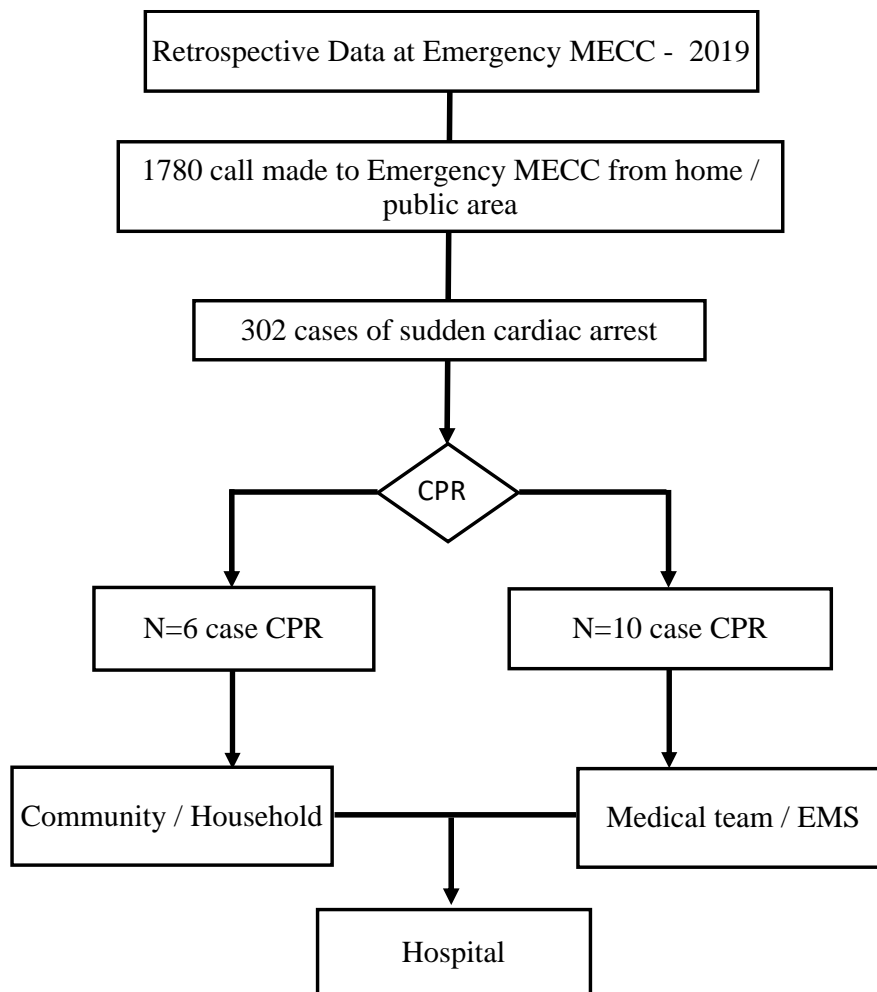 Retrospective Data at Emergency MECC - 2019
1780 call made to Emergency MECC from home /
public area
302 cases of sudden cardiac arrest
CPR
N=6 case CPR
N=10 case CPR
Community / Household
Medical team / EMS
Hospital